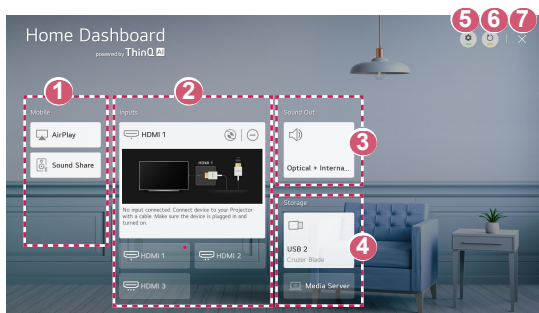 Home Dashboard
powered by ThinQ AI
5 6 7
1
2
Mobile
Inputs
Sound Out
AirPlay
Sound Share
HDMI 1
HDMI 1
No input connected. Connect device to your Projector
with a cable. Make sure the device is plugged in and
turned on.
HDMI 1
HDMI 2
HDMI 3
3
Optical + Interna...
Storage
4
USB 2
Cruzer Blade
Media Server